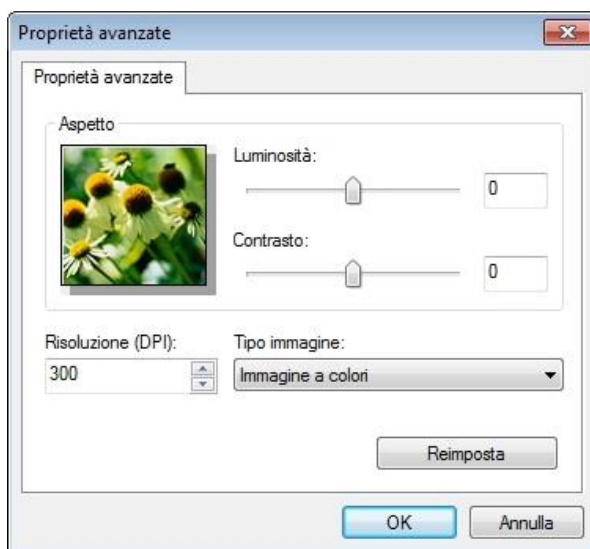 Proprietà avanzate
Proprietà avanzate
Aspetto
Luminosità:
0
Contrasto:
0
Risoluzione (DPI):
Tipo immagine:
300
Immagine a colori
Reimposta
OK
Annulla